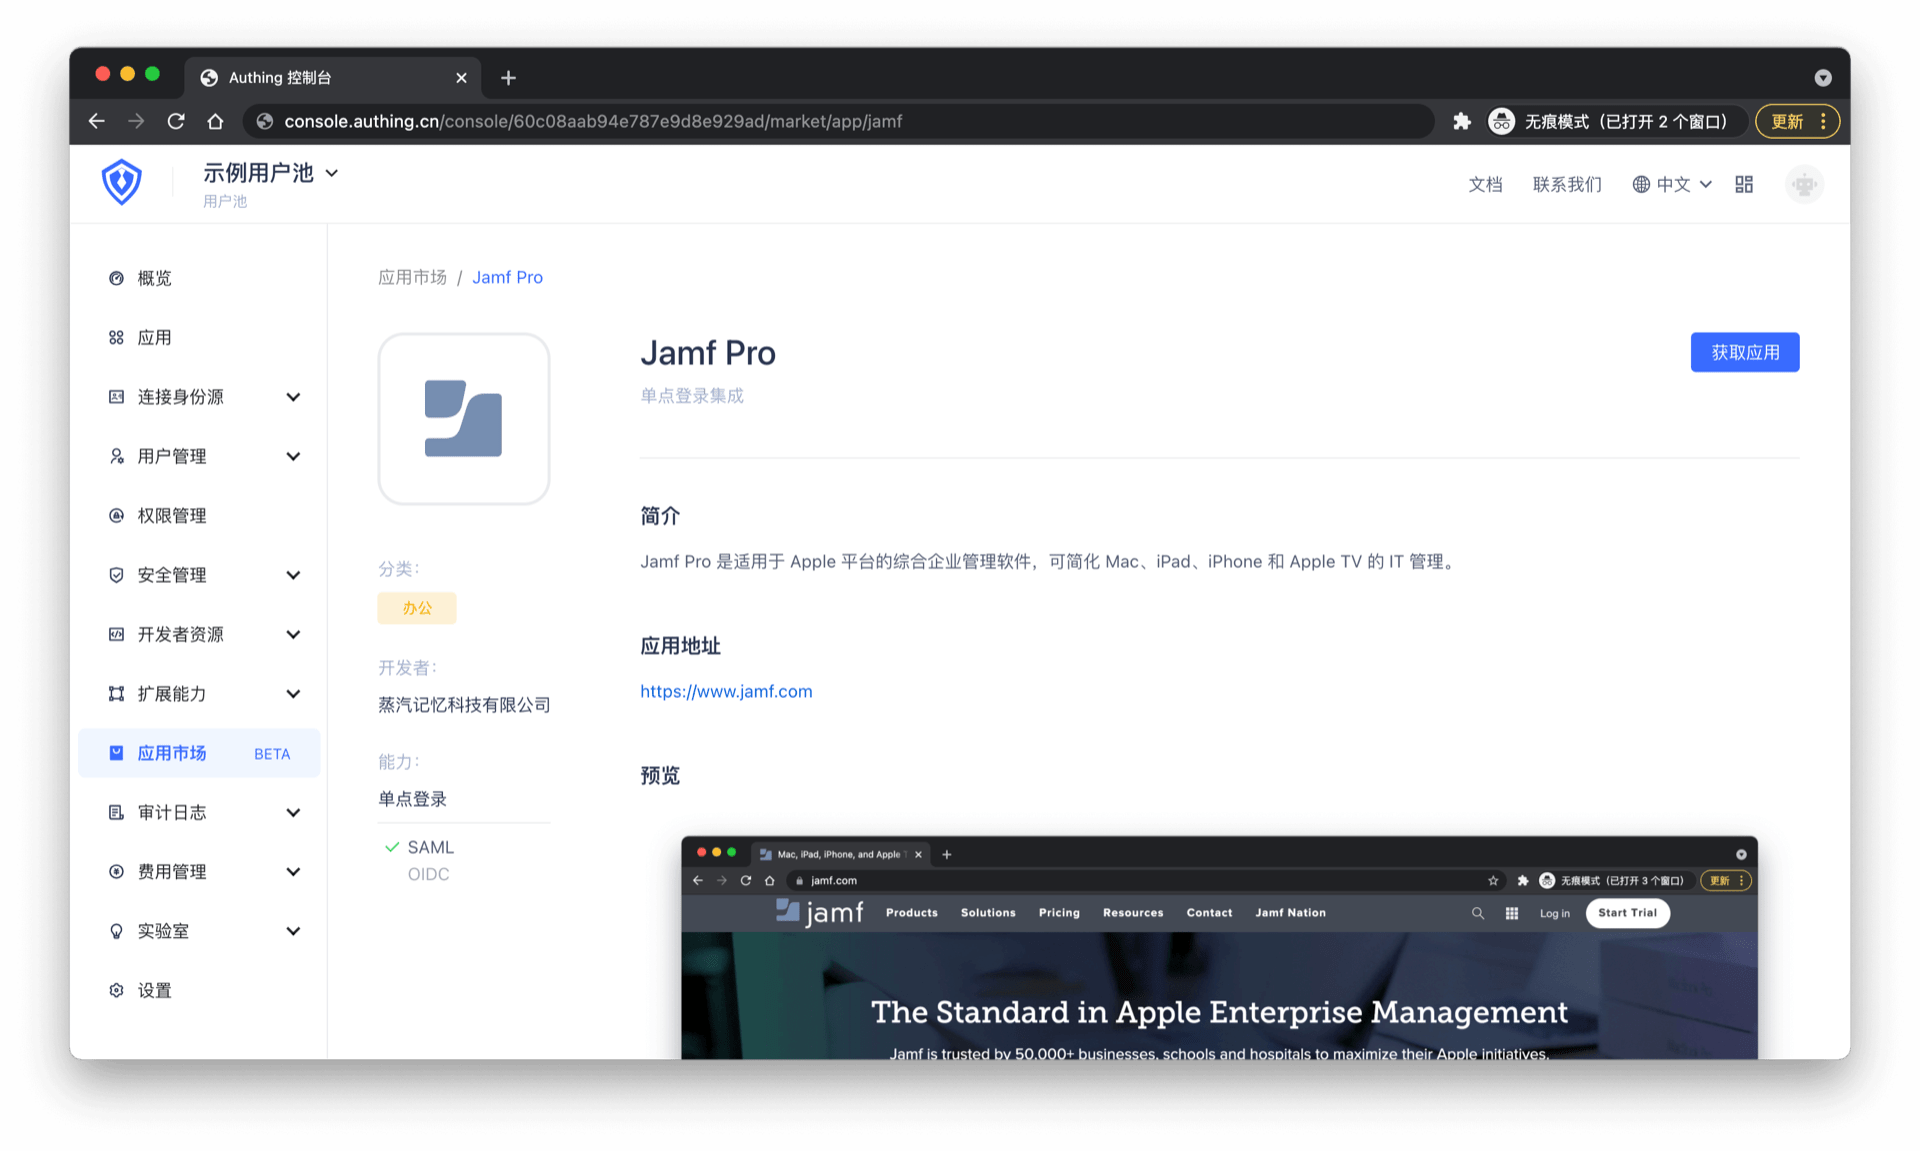 Authing 控制台
console.authing.cn/console/60c08aab94e787e9d8e929ad/market/app/jamf
无痕模式（已打开 2 个窗口）
更新
示例用户池
用户池
文档
联系我们
中文
概览
应用
连接身份源
用户管理
权限管理
安全管理
开发者资源
扩展能力
应用市场 BETA
审计日志
费用管理
实验室
设置
应用市场 / Jamf Pro
分类：
办公
开发者：
蒸汽记忆科技有限公司
能力：
单点登录
SAML
OIDC
Jamf Pro
单点登录集成
获取应用
简介
Jamf Pro 是适用于 Apple 平台的综合企业管理软件，可简化 Mac、iPad、iPhone 和 Apple TV 的 IT 管理。
应用地址
https://www.jamf.com
预览
Mac, iPad, iPhone, and Apple
jamf.com
无痕模式（已打开 3 个窗口）
更新
jamf Products Solutions Pricing Resources Contact Jamf Nation Log in Start Trial
The Standard in Apple Enterprise Management
Jamf is trusted by 50,000+ businesses, schools and hospitals to maximize their Apple initiatives.